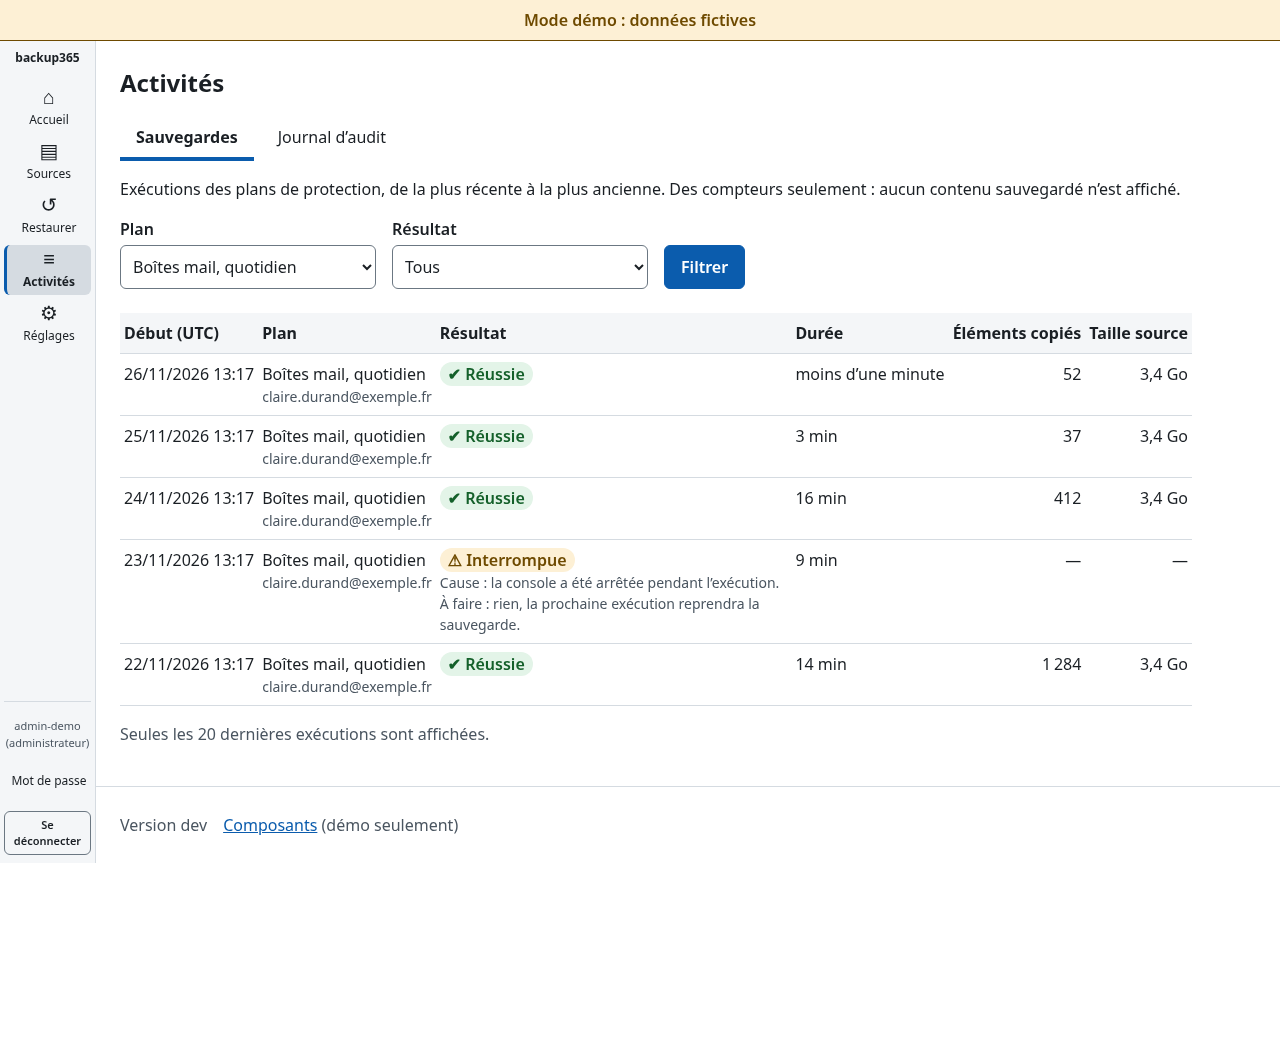 Mode démo : données fictives
backup365
Accueil
Sources
Restaurer
Activités
Réglages
admin-demo
(administrateur)
Mot de passe
Se
déconnecter
Activités
Sauvegardes Journal d’audit
Exécutions des plans de protection, de la plus récente à la plus ancienne. Des compteurs seulement : aucun contenu sauvegardé n’est affiché.
Plan Résultat
Boîtes mail, quotidien Tous Filtrer
Début (UTC) Plan Résultat Durée Éléments copiés Taille source
26/11/2026 13:17 Boîtes mail, quotidien ✔ Réussie moins d’une minute 52 3,4 Go
claire.durand@exemple.fr
25/11/2026 13:17 Boîtes mail, quotidien ✔ Réussie 3 min 37 3,4 Go
claire.durand@exemple.fr
24/11/2026 13:17 Boîtes mail, quotidien ✔ Réussie 16 min 412 3,4 Go
claire.durand@exemple.fr
23/11/2026 13:17 Boîtes mail, quotidien ⚠ Interrompue 9 min — —
claire.durand@exemple.fr Cause : la console a été arrêtée pendant l’exécution.
À faire : rien, la prochaine exécution reprendra la
sauvegarde.
22/11/2026 13:17 Boîtes mail, quotidien ✔ Réussie 14 min 1 284 3,4 Go
claire.durand@exemple.fr
Seules les 20 dernières exécutions sont affichées.
Version dev Composants (démo seulement)